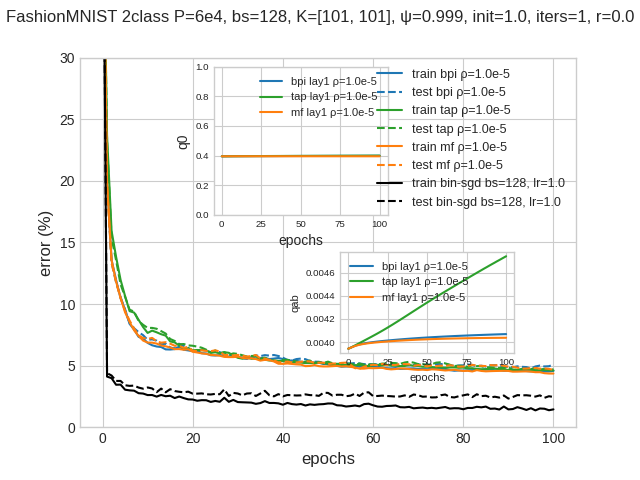 FashionMNIST 2class P=6e4, bs=128, K=[101, 101], ψ=0.999, init=1.0, iters=1, r=0.0
error (%)
30
25
20
15
10
5
0
0
20
40
60
80
100
epochs
train bpi ρ=1.0e-5
test bpi ρ=1.0e-5
train tap ρ=1.0e-5
test tap ρ=1.0e-5
train mf ρ=1.0e-5
test mf ρ=1.0e-5
train bin-sgd bs=128, lr=1.0
test bin-sgd bs=128, lr=1.0
q0
1.0
0.8
0.6
0.4
0.2
0.0
0
25
50
75
100
epochs
bpi lay1 ρ=1.0e-5
tap lay1 ρ=1.0e-5
mf lay1 ρ=1.0e-5
qab
0.0046
0.0044
0.0042
0.0040
0
25
50
75
100
epochs
bpi lay1 ρ=1.0e-5
tap lay1 ρ=1.0e-5
mf lay1 ρ=1.0e-5